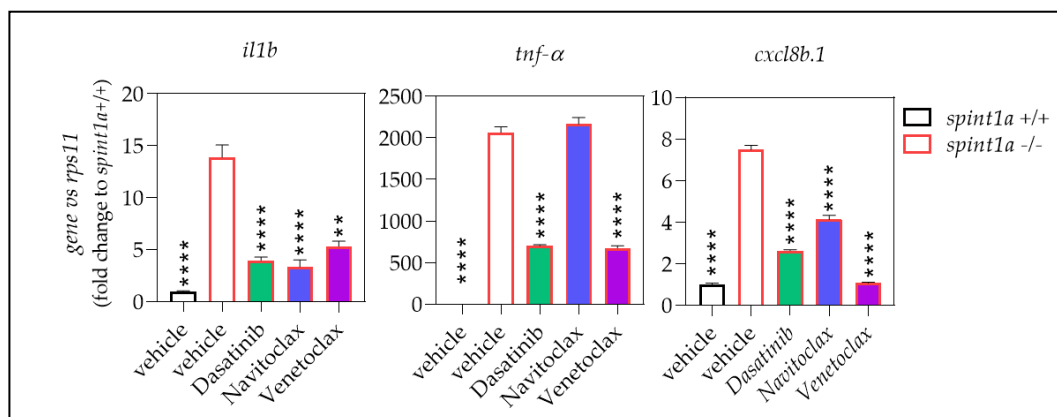 il1b
tnf-α
cxcl8b.1
gene vs rps11
(fold change to spint1a+/+)
20
15
10
5
0
****
****
****
**
vehicle
vehicle
Dasatinib
Navitoclax
Venetoclax
2500
2000
1500
1000
500
0
****
****
****
vehicle
vehicle
Dasatinib
Navitoclax
Venetoclax
10
8
6
4
2
0
****
****
****
****
vehicle
vehicle
Dasatinib
Navitoclax
Venetoclax
spint1a +/+
spint1a -/-